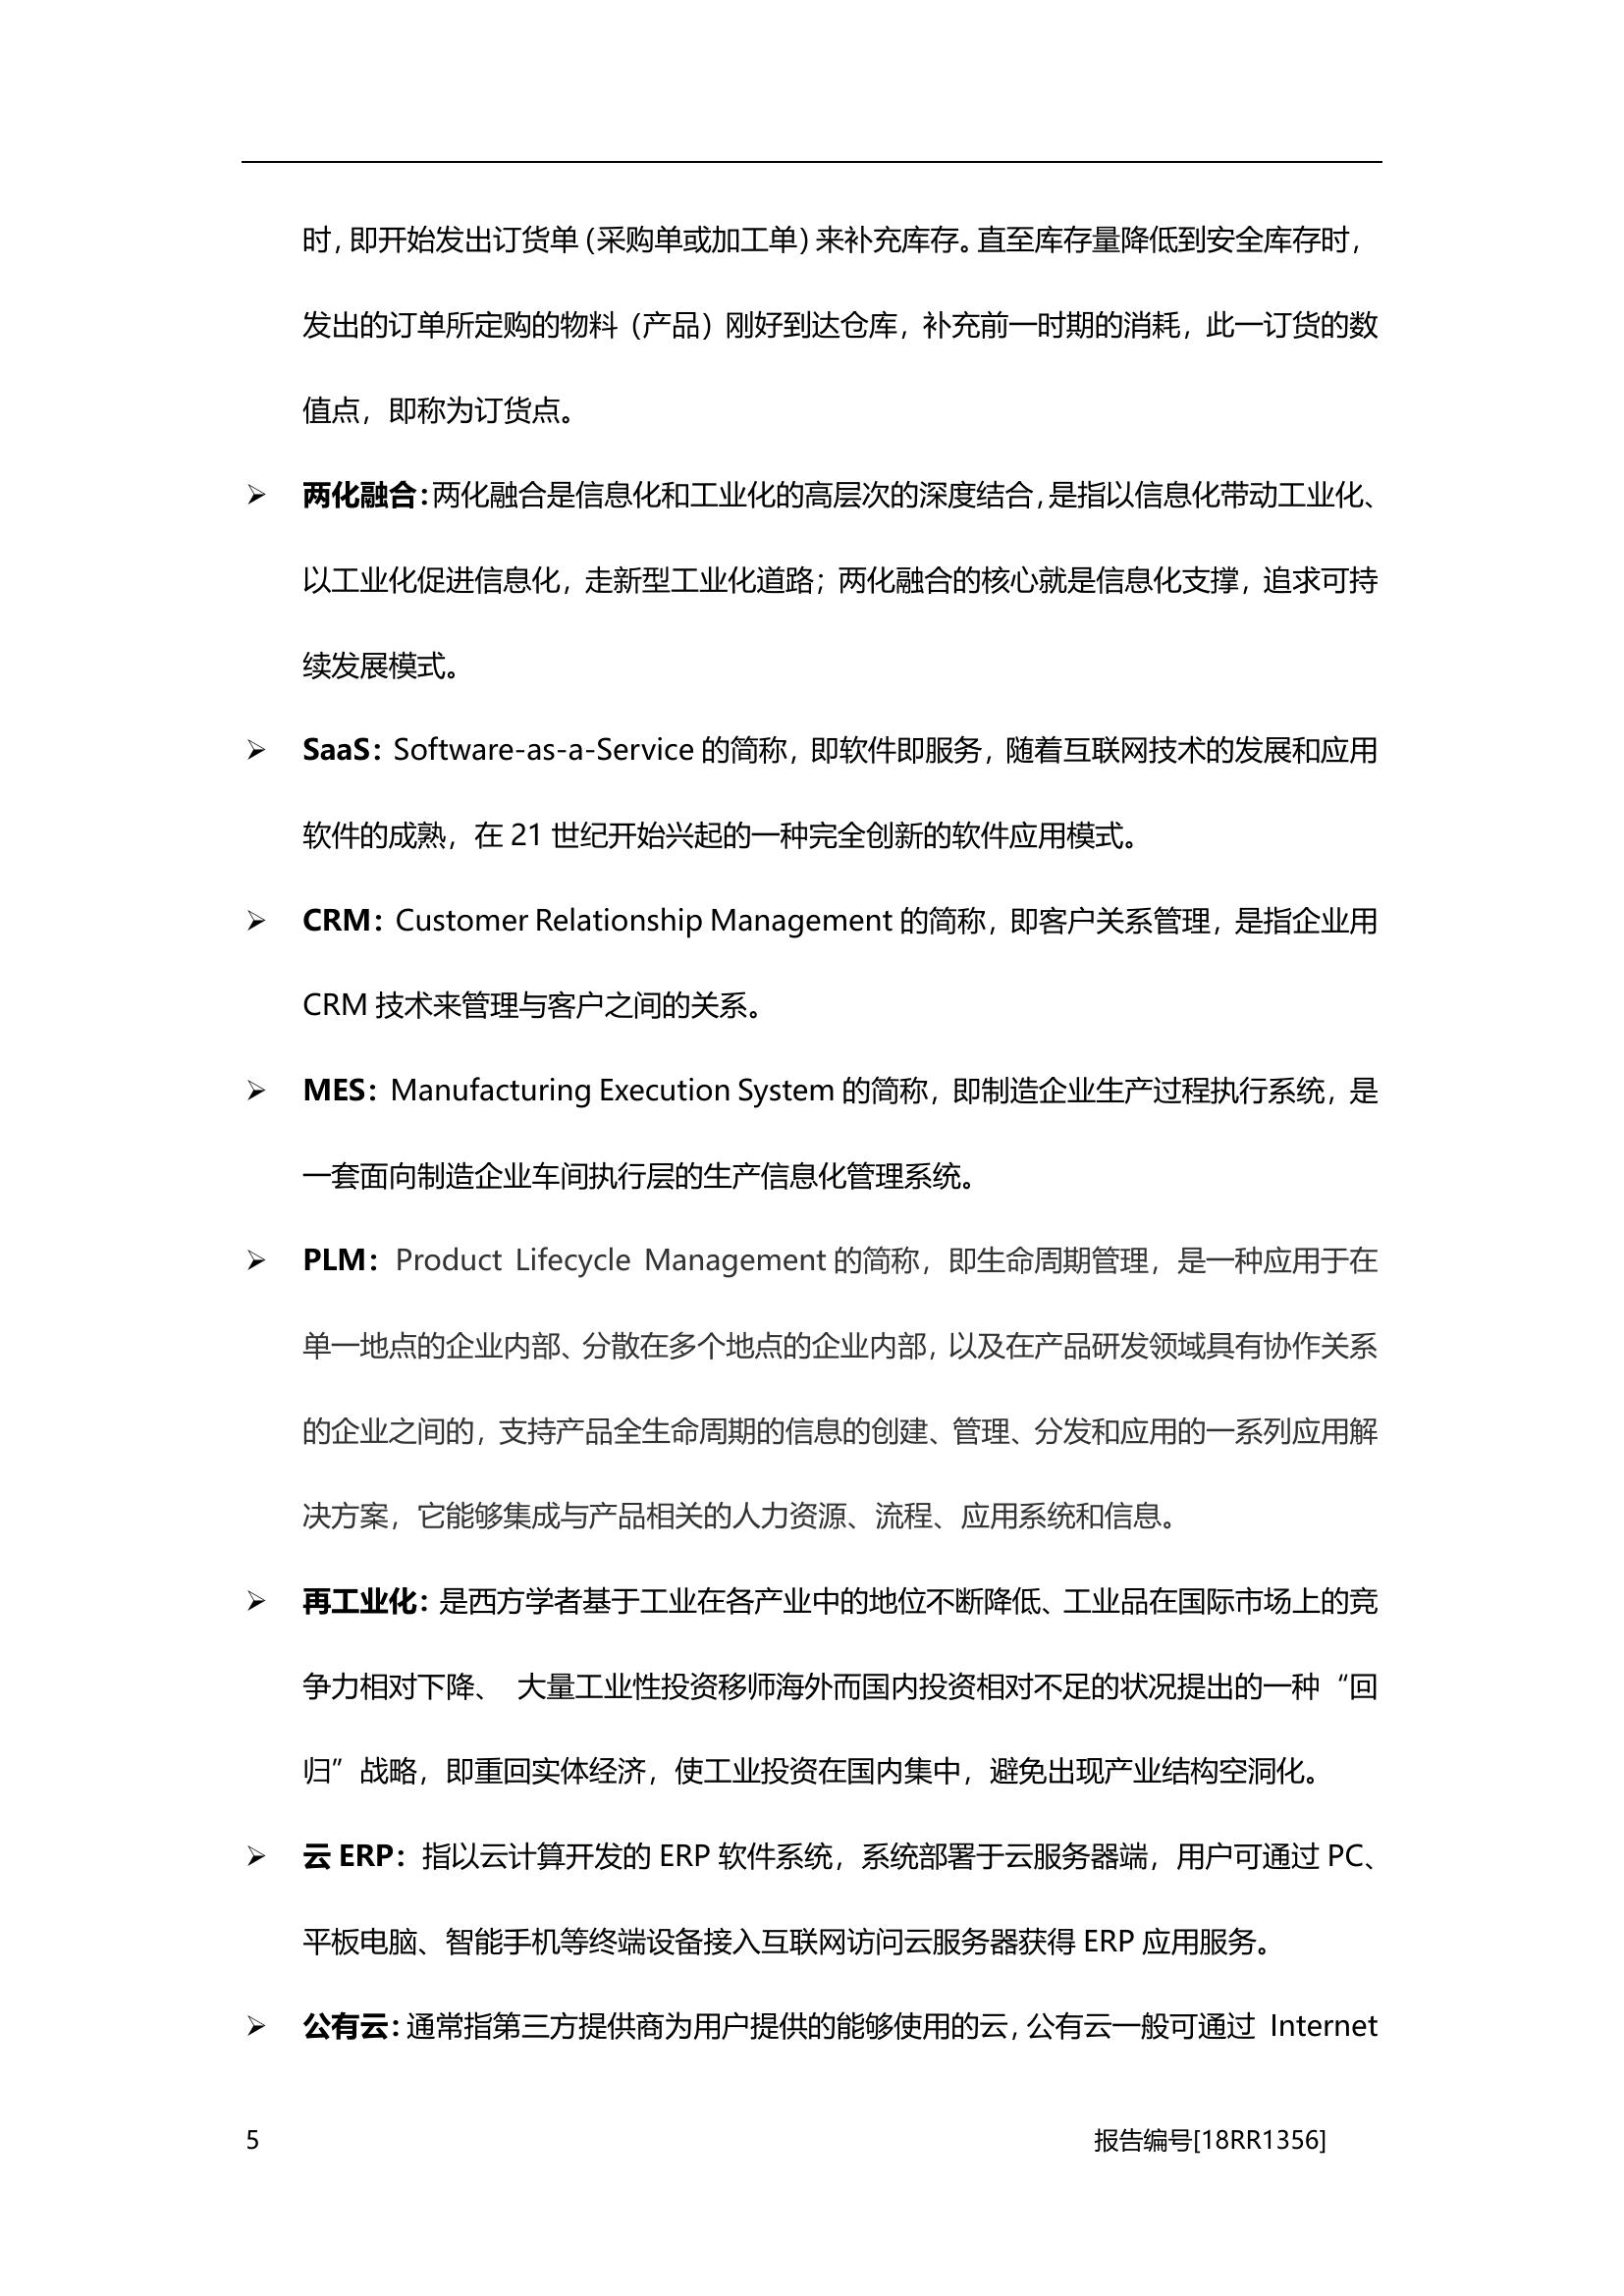 时，即开始发出订货单（采购单或加工单）来补充库存。直至库存量降低到安全库存时，
发出的订单所定购的物料（产品）刚好到达仓库，补充前一时期的消耗，此一订货的数
值点，即称为订货点。
➢ 两化融合：两化融合是信息化和工业化的高层次的深度结合，是指以信息化带动工业化、
以工业化促进信息化，走新型工业化道路；两化融合的核心就是信息化支撑，追求可持
续发展模式。
➢ SaaS：Software-as-a-Service 的简称，即软件即服务，随着互联网技术的发展和应用
软件的成熟，在 21 世纪开始兴起的一种完全创新的软件应用模式。
➢ CRM：Customer Relationship Management 的简称，即客户关系管理，是指企业用
CRM 技术来管理与客户之间的关系。
➢ MES：Manufacturing Execution System 的简称，即制造企业生产过程执行系统，是
一套面向制造企业车间执行层的生产信息化管理系统。
➢ PLM：Product Lifecycle Management 的简称，即生命周期管理，是一种应用于在
单一地点的企业内部、分散在多个地点的企业内部，以及在产品研发领域具有协作关系
的企业之间的，支持产品全生命周期的信息的创建、管理、分发和应用的一系列应用解
决方案，它能够集成与产品相关的人力资源、流程、应用系统和信息。
➢ 再工业化：是西方学者基于工业在各产业中的地位不断降低、工业品在国际市场上的竞
争力相对下降、 大量工业性投资移师海外而国内投资相对不足的状况提出的一种“回
归”战略，即重回实体经济，使工业投资在国内集中，避免出现产业结构空洞化。
➢ 云 ERP：指以云计算开发的 ERP 软件系统，系统部署于云服务器端，用户可通过 PC、
平板电脑、智能手机等终端设备接入互联网访问云服务器获得 ERP 应用服务。
➢ 公有云：通常指第三方提供商为用户提供的能够使用的云，公有云一般可通过 Internet
5 报告编号[18RR1356]